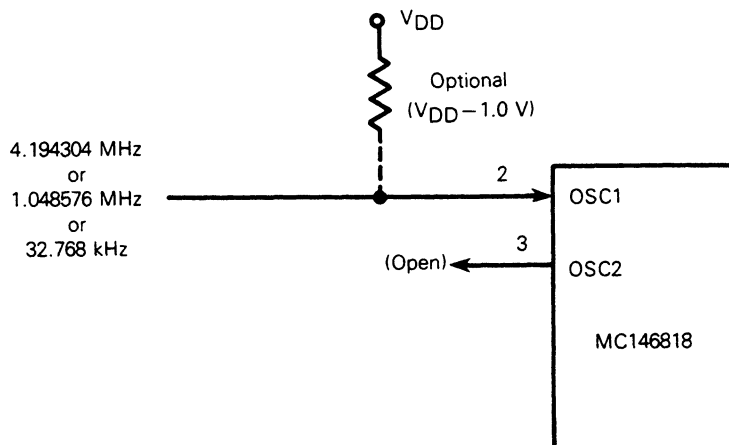 VDD
Optional
(VDD−1.0 V)
4.194304 MHz
or
1.048576 MHz
or
32.768 kHz
2
OSC1
3
(Open)
OSC2
MC146818